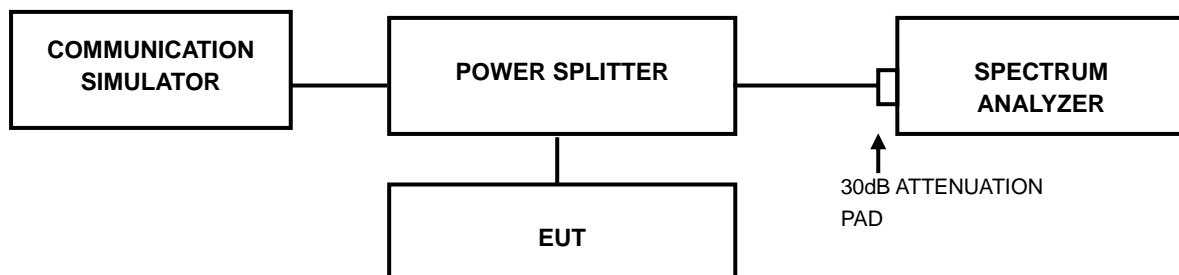 COMMUNICATION
SIMULATOR
POWER SPLITTER
SPECTRUM
ANALYZER
30dB ATTENUATION
PAD
EUT